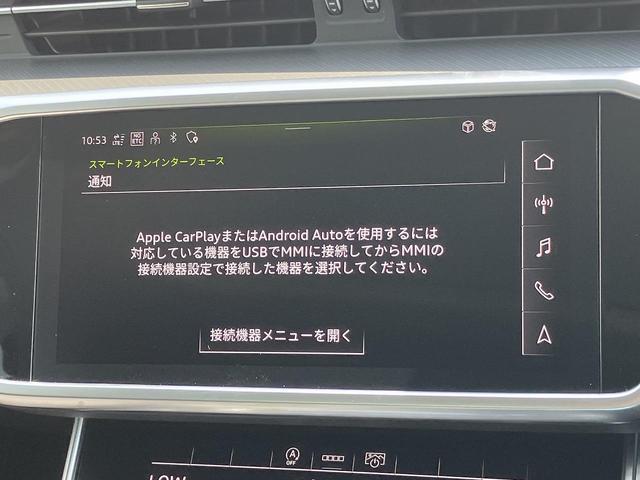 10:53 LTE NO ETC
スマートフォンインターフェース
通知
Apple CarPlayまたはAndroid Autoを使用するには
対応している機器をUSBでMMIに接続してからMMIの
接続機器設定で接続した機器を選択してください。
接続機器メニューを開く
A OFF
LOW